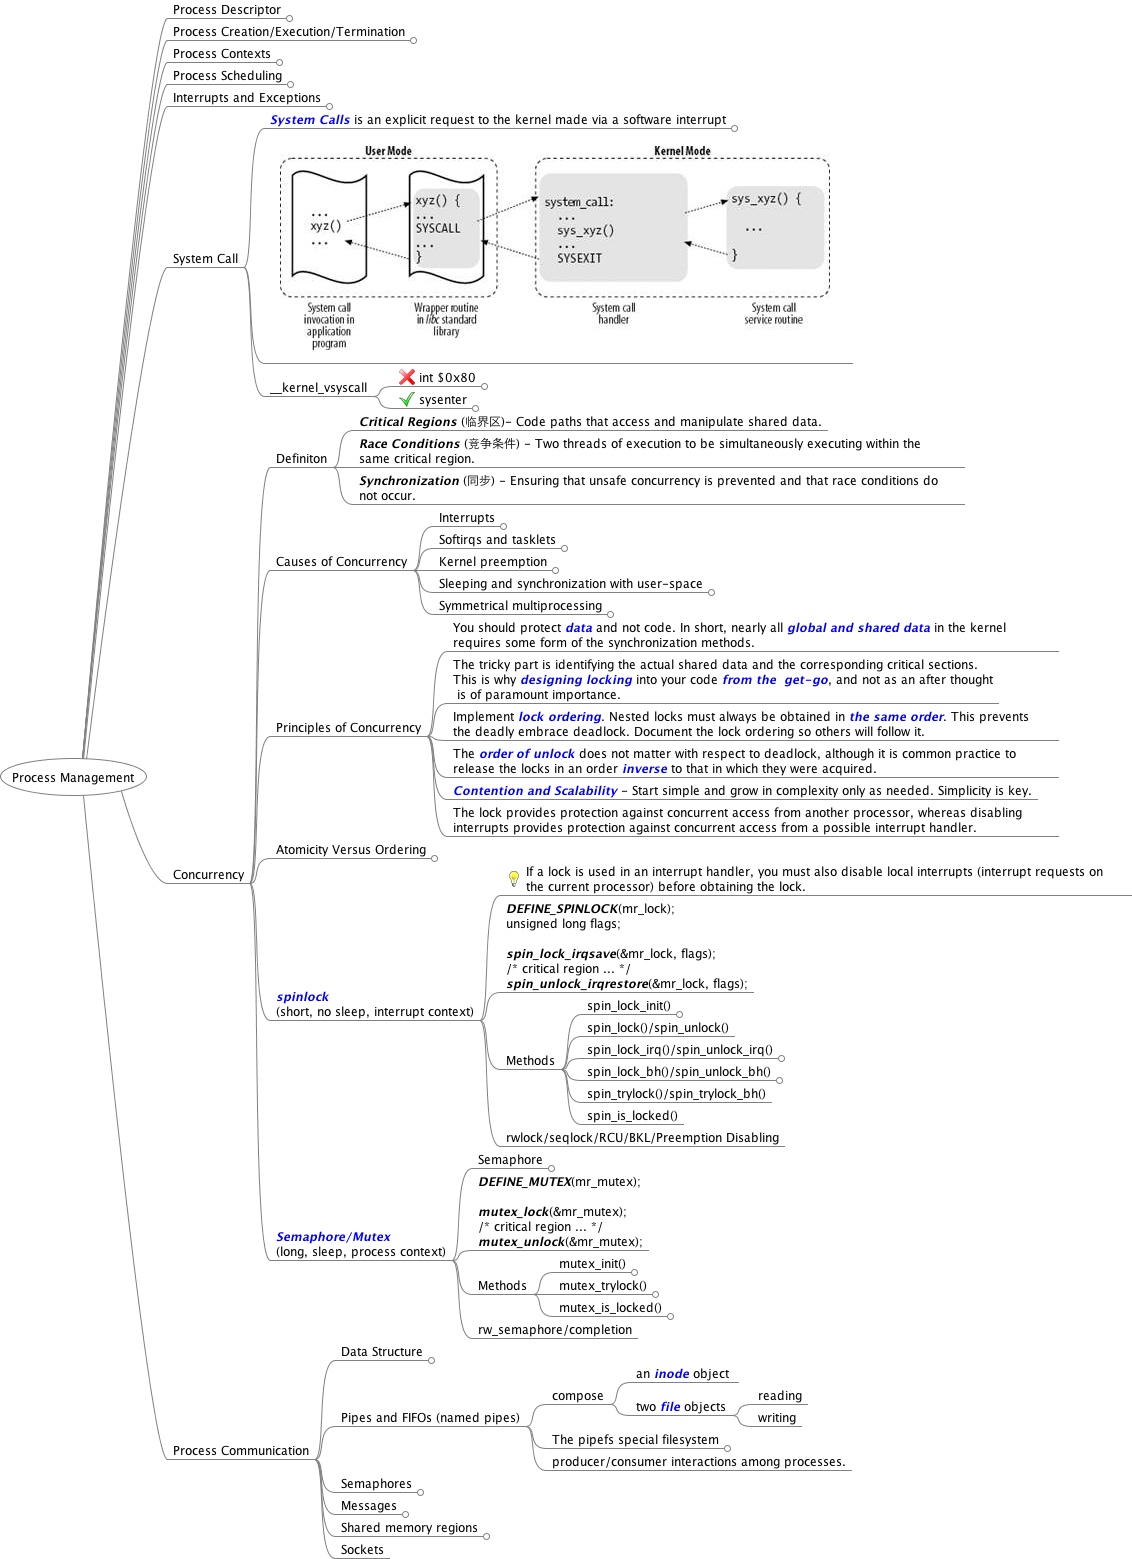 Process Descriptor
Process Creation/Execution/Termination
Process Contexts
Process Scheduling
Interrupts and Exceptions
System Calls is an explicit request to the kernel made via a software interrupt
User Mode
Kernel Mode
...
xyz()
...
xyz() {
...
SYSCALL
...
}
system_call:
...
sys_xyz()
...
SYSEXIT
sys_xyz() {
...
}
System call
invocation in
application
program
Wrapper routine
in libc standard
library
System call
handler
System call
service routine
System Call
__kernel_vsyscall
int $0x80
sysenter
Definiton
Critical Regions (临界区)- Code paths that access and manipulate shared data.
Race Conditions (竞争条件) - Two threads of execution to be simultaneously executing within the
same critical region.
Synchronization (同步) - Ensuring that unsafe concurrency is prevented and that race conditions do
not occur.
Causes of Concurrency
Interrupts
Softirqs and tasklets
Kernel preemption
Sleeping and synchronization with user-space
Symmetrical multiprocessing
Principles of Concurrency
You should protect data and not code. In short, nearly all global and shared data in the kernel
requires some form of the synchronization methods.
The tricky part is identifying the actual shared data and the corresponding critical sections.
This is why designing locking into your code from the  get-go, and not as an after thought
is of paramount importance.
Implement lock ordering. Nested locks must always be obtained in the same order. This prevents
the deadly embrace deadlock. Document the lock ordering so others will follow it.
The order of unlock does not matter with respect to deadlock, although it is common practice to
release the locks in an order inverse to that in which they were acquired.
Contention and Scalability - Start simple and grow in complexity only as needed. Simplicity is key.
The lock provides protection against concurrent access from another processor, whereas disabling
interrupts provides protection against concurrent access from a possible interrupt handler.
Process Management
Atomicity Versus Ordering
Concurrency
If a lock is used in an interrupt handler, you must also disable local interrupts (interrupt requests on
the current processor) before obtaining the lock.
DEFINE_SPINLOCK(mr_lock);
unsigned long flags;
spin_lock_irqsave(&mr_lock, flags);
/* critical region ... */
spin_unlock_irqrestore(&mr_lock, flags);
spinlock
(short, no sleep, interrupt context)
Methods
spin_lock_init()
spin_lock()/spin_unlock()
spin_lock_irq()/spin_unlock_irq()
spin_lock_bh()/spin_unlock_bh()
spin_trylock()/spin_trylock_bh()
spin_is_locked()
rwlock/seqlock/RCU/BKL/Preemption Disabling
Semaphore
DEFINE_MUTEX(mr_mutex);
mutex_lock(&mr_mutex);
/* critical region ... */
mutex_unlock(&mr_mutex);
Semaphore/Mutex
(long, sleep, process context)
Methods
mutex_init()
mutex_trylock()
mutex_is_locked()
rw_semaphore/completion
Data Structure
Pipes and FIFOs (named pipes)
compose
an inode object
two file objects
reading
writing
The pipefs special filesystem
producer/consumer interactions among processes.
Process Communication
Semaphores
Messages
Shared memory regions
Sockets